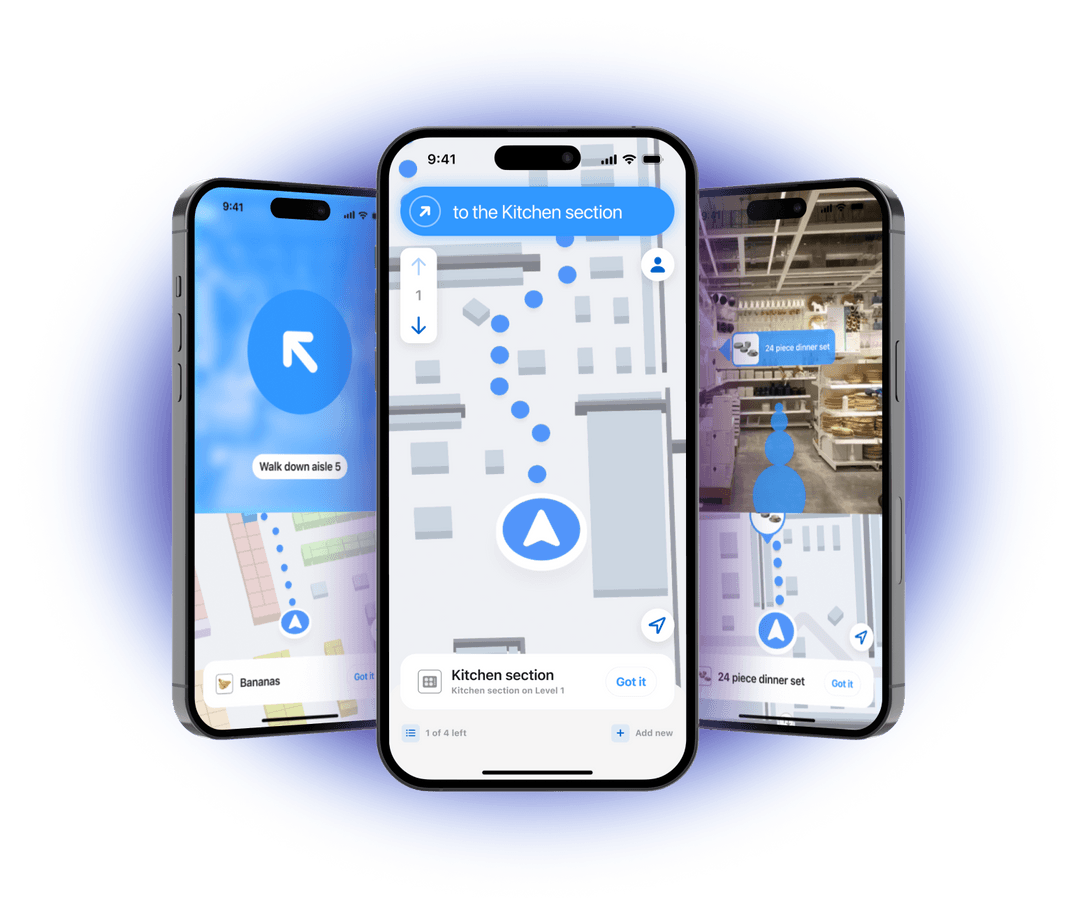 9:41
Walk down aisle 5
Bananas
Got it
9:41
to the Kitchen section
1
Kitchen section
Kitchen section on Level 1
Got it
1 of 4 left
Add new
9:41
24 piece dinner set
24 piece dinner set
Got it